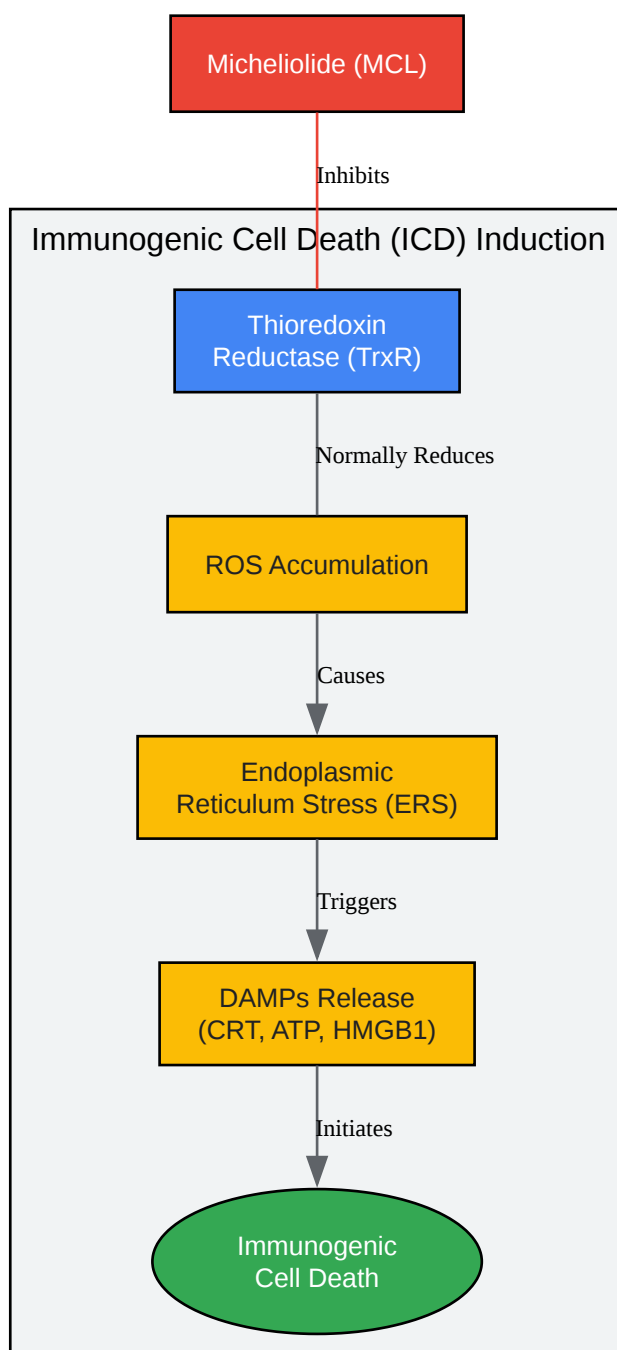 Micheliolide (MCL)
Inhibits
Immunogenic Cell Death (ICD) Induction
Thioredoxin
Reductase (TrxR)
Normally Reduces
ROS Accumulation
Causes
Endoplasmic
Reticulum Stress (ERS)
Triggers
DAMPs Release
(CRT, ATP, HMGB1)
Initiates
Immunogenic
Cell Death